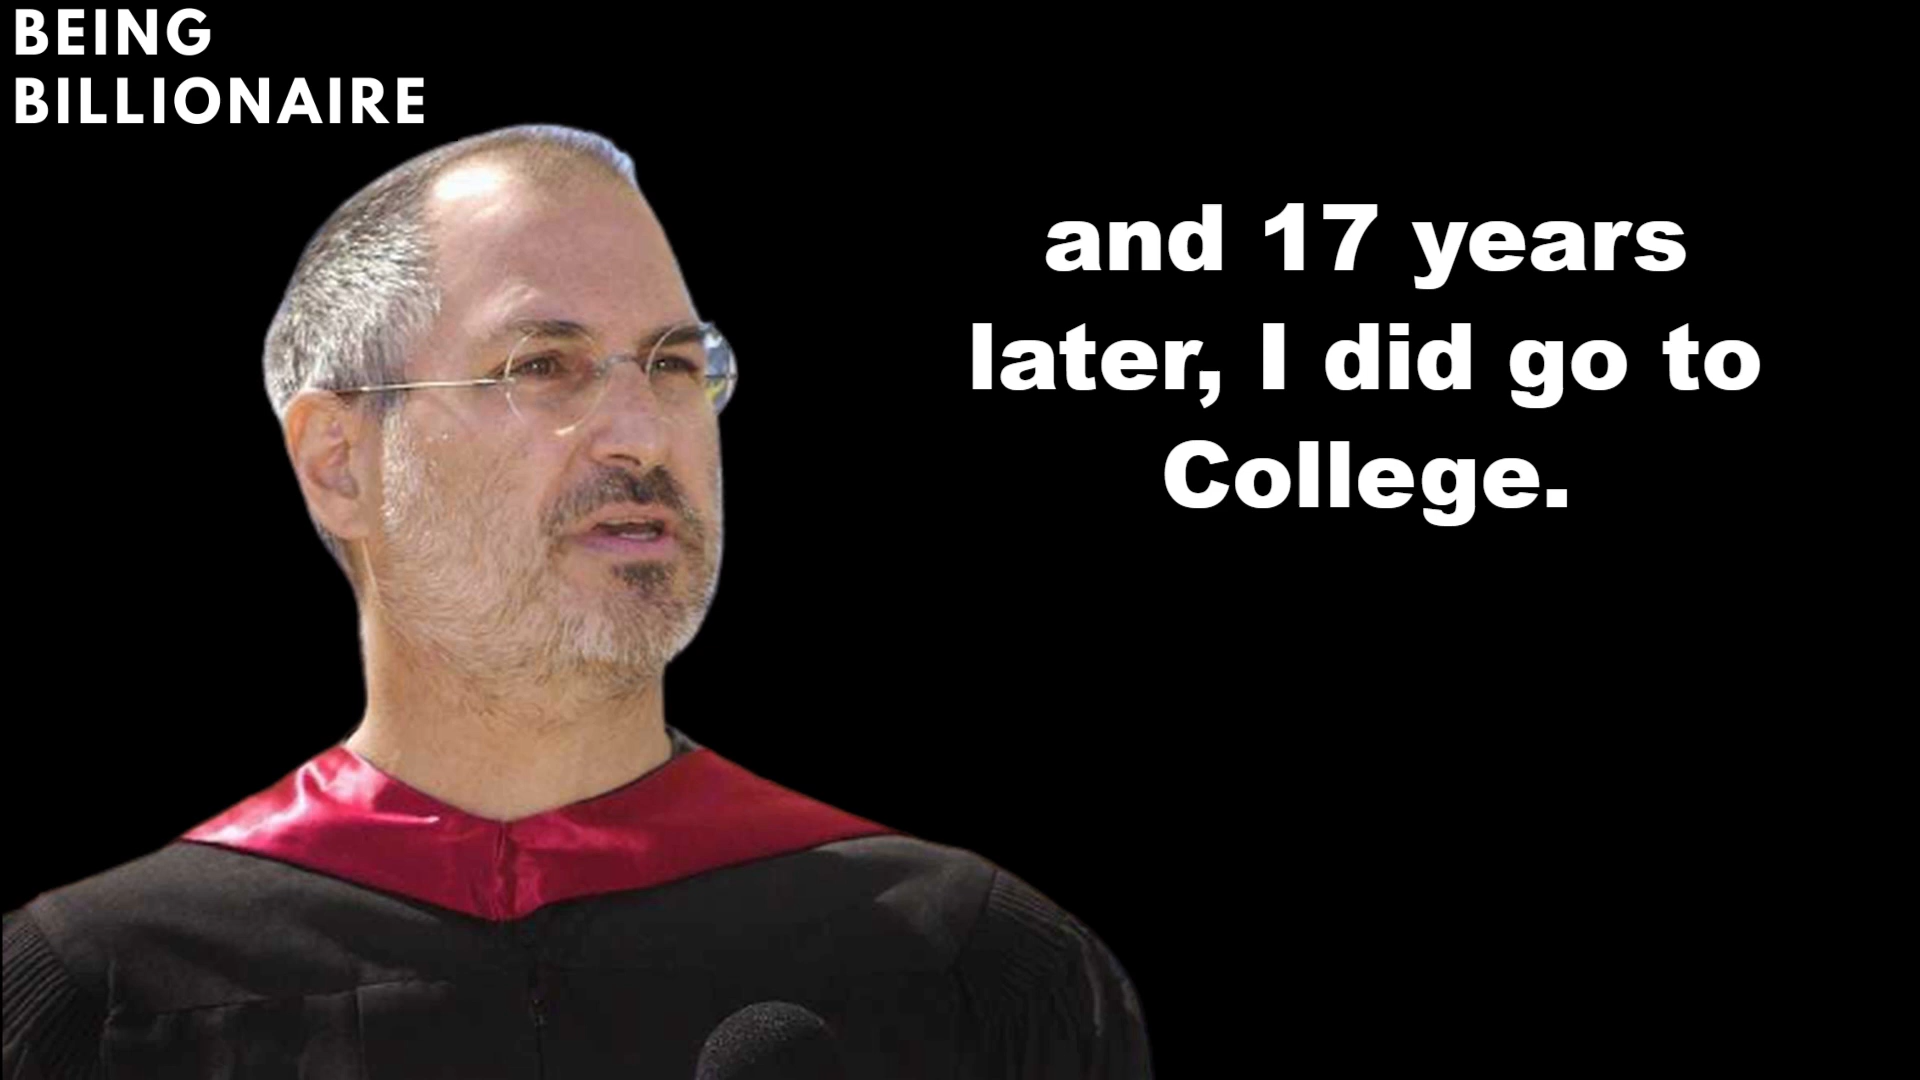 BEING
BILLIONAIRE
and 17 years
later, I did go to
College.